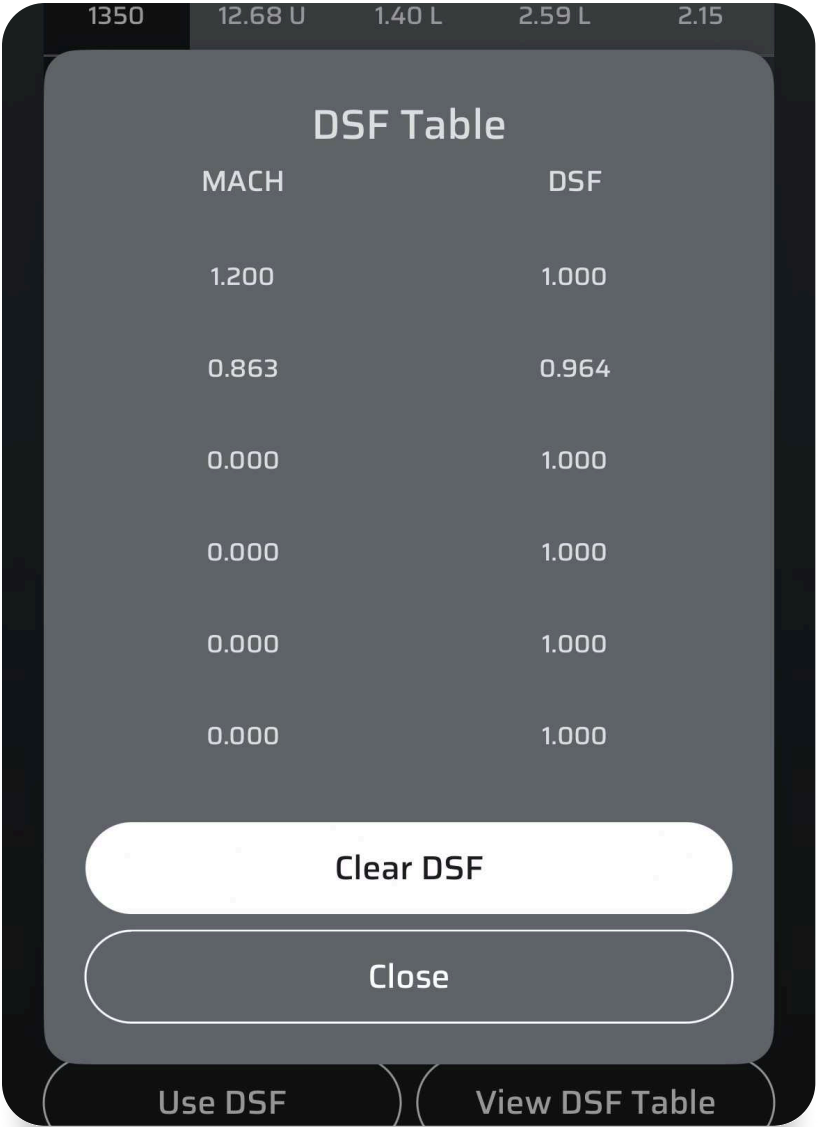 1350 12.68 U 1.40 L 2.59 L 2.15
DSF Table
MACH DSF
1.200 1.000
0.863 0.964
0.000 1.000
0.000 1.000
0.000 1.000
0.000 1.000
Clear DSF
Close
Use DSF View DSF Table